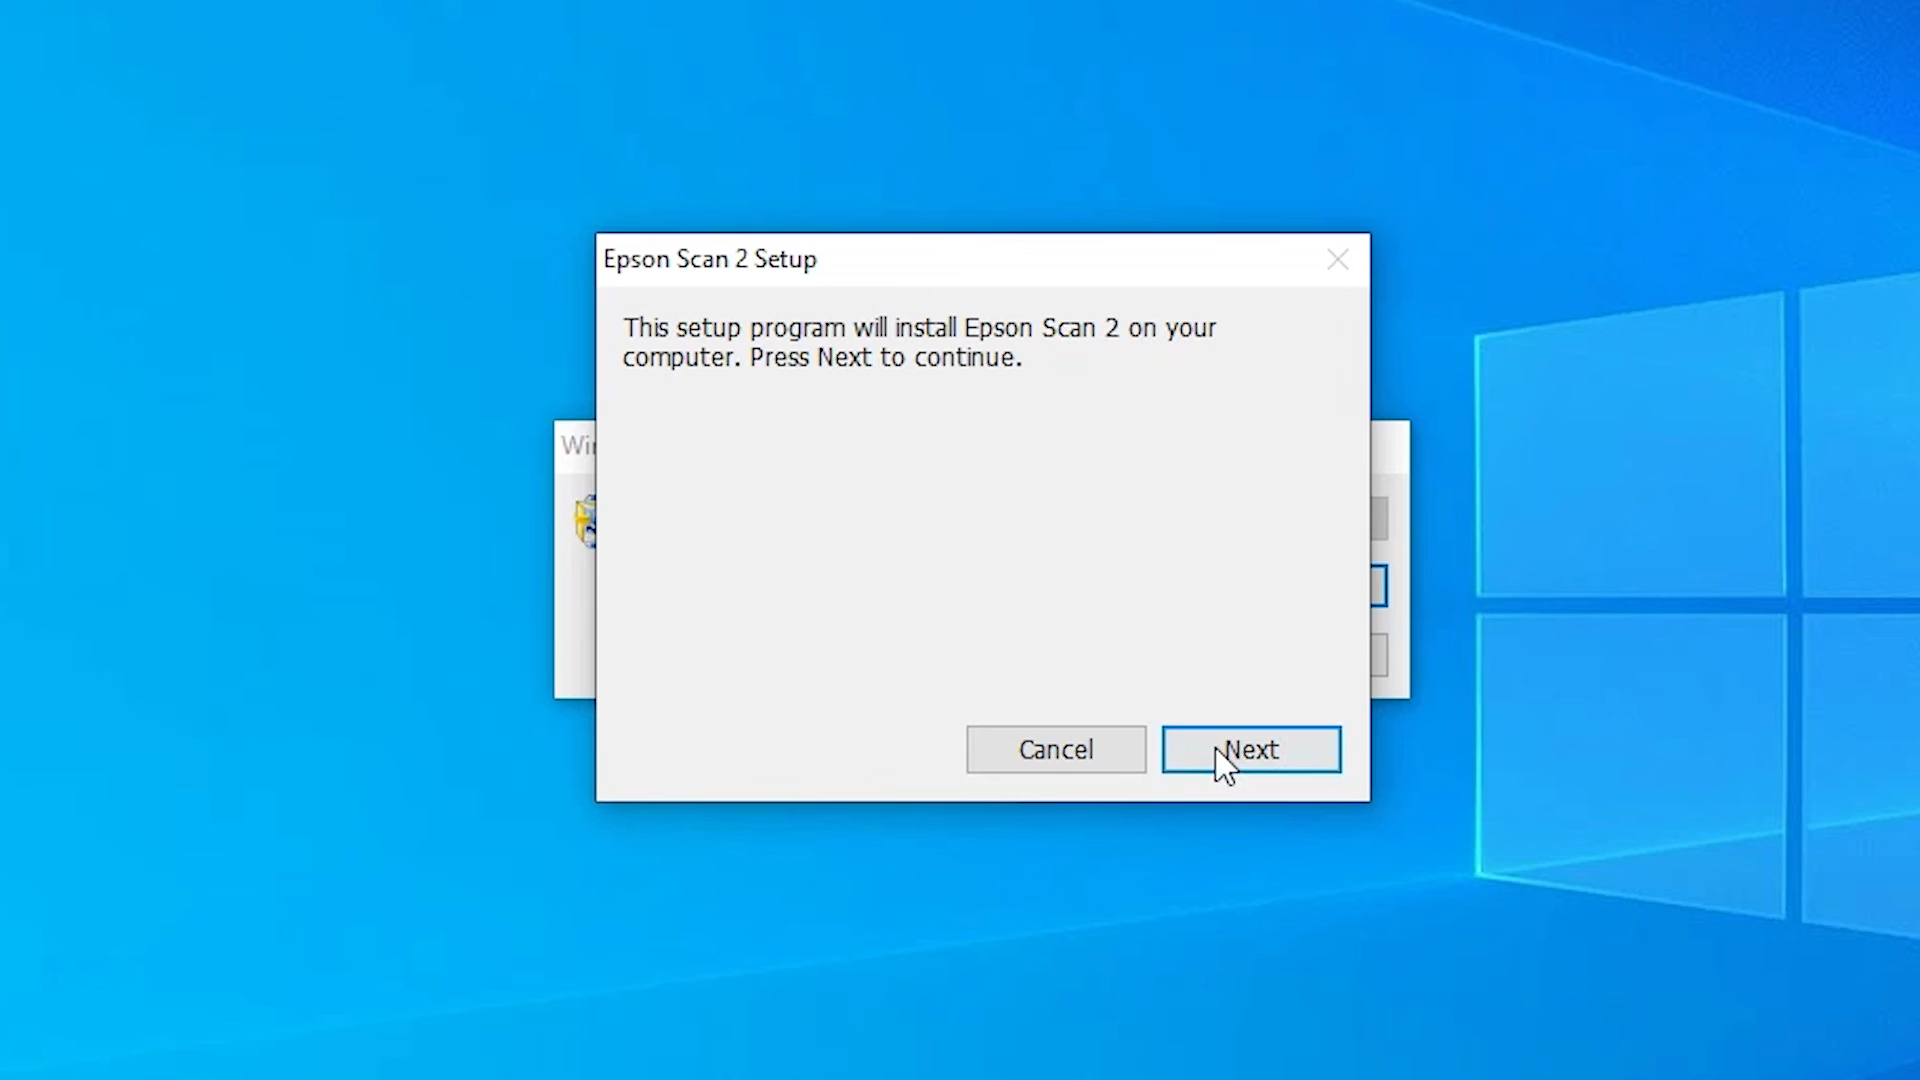 Epson Scan 2 Setup
This setup program will install Epson Scan 2 on your
computer. Press Next to continue.
Cancel
Next